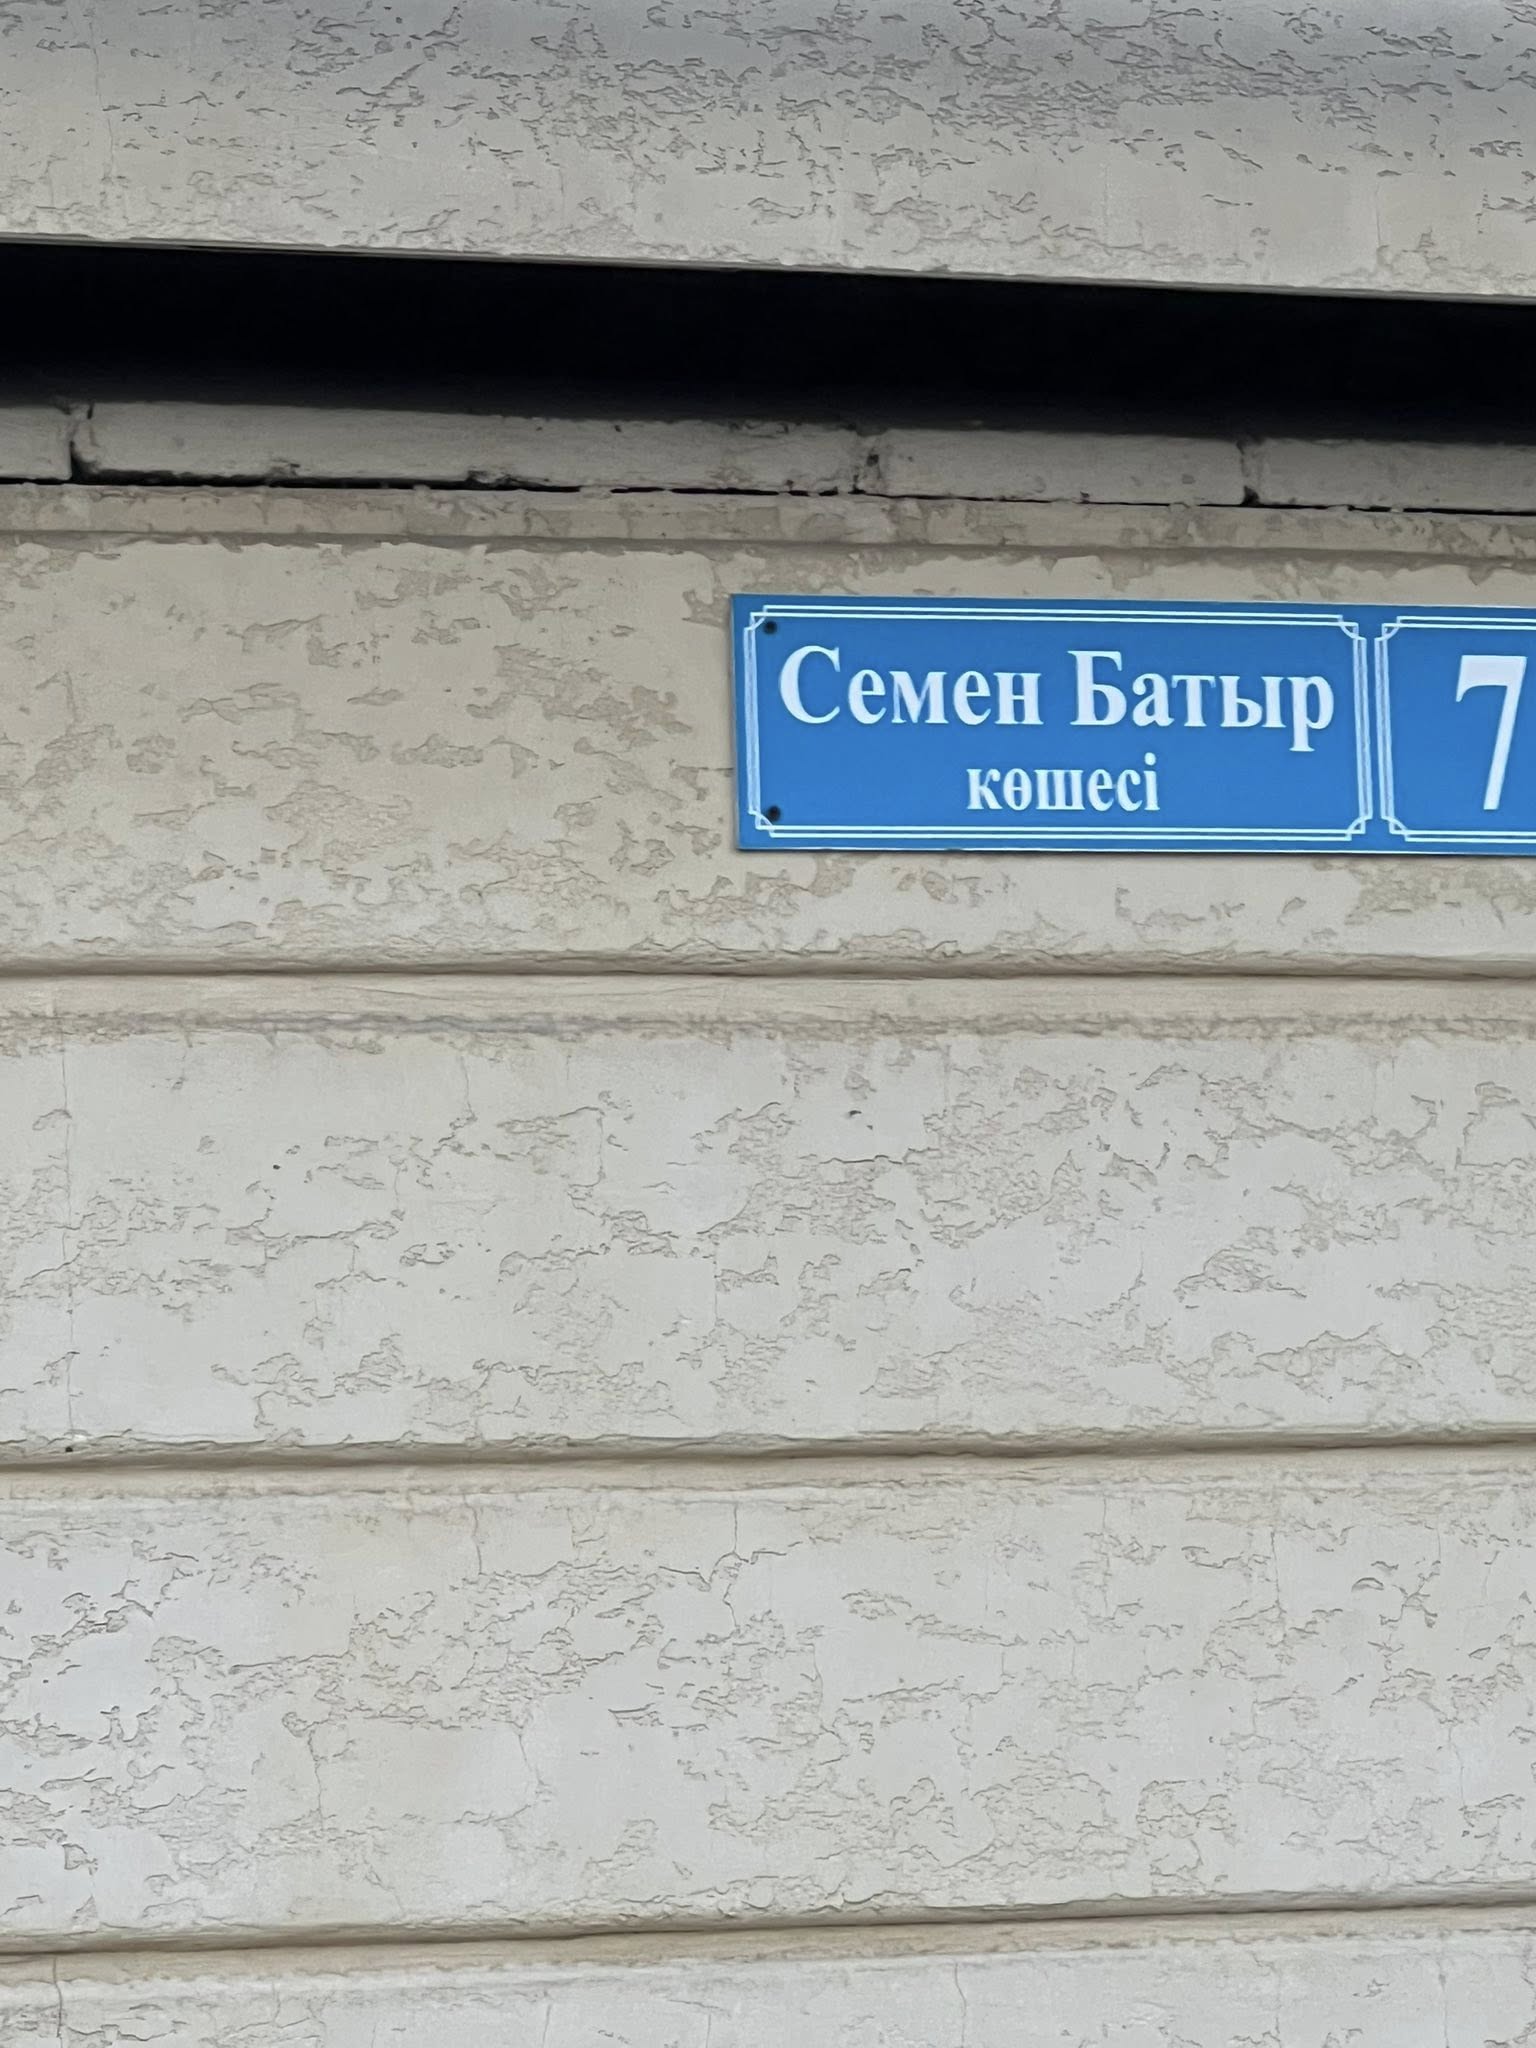 Семен Батыр
көшесі
7